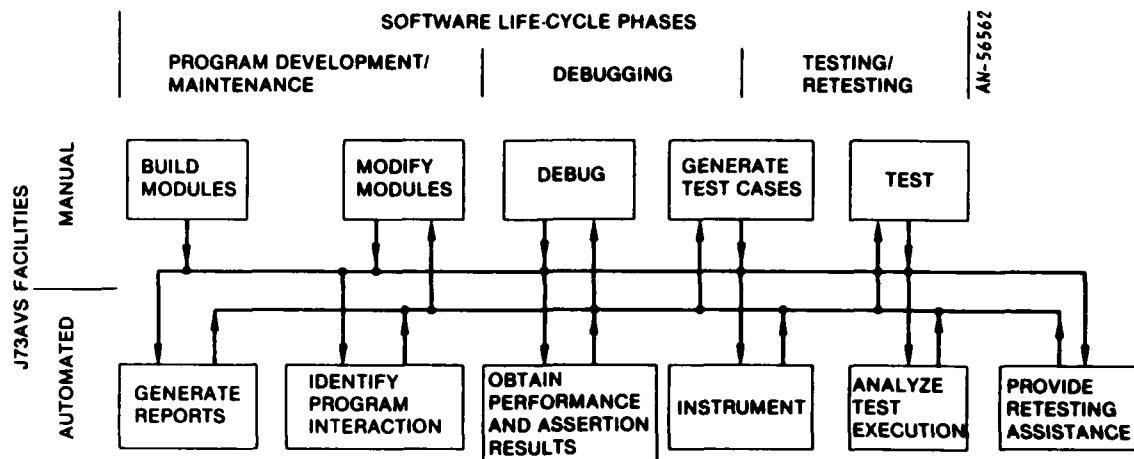 SOFTWARE LIFE-CYCLE PHASES
AN-56562
PROGRAM DEVELOPMENT/
MAINTENANCE
DEBUGGING
TESTING/
RETESTING
J73AVS FACILITIES
MANUAL
BUILD
MODULES
MODIFY
MODULES
DEBUG
GENERATE
TEST CASES
TEST
AUTOMATED
GENERATE
REPORTS
IDENTIFY
PROGRAM
INTERACTION
OBTAIN
PERFORMANCE
AND ASSERTION
RESULTS
INSTRUMENT
ANALYZE
TEST
EXECUTION
PROVIDE
RETESTING
ASSISTANCE